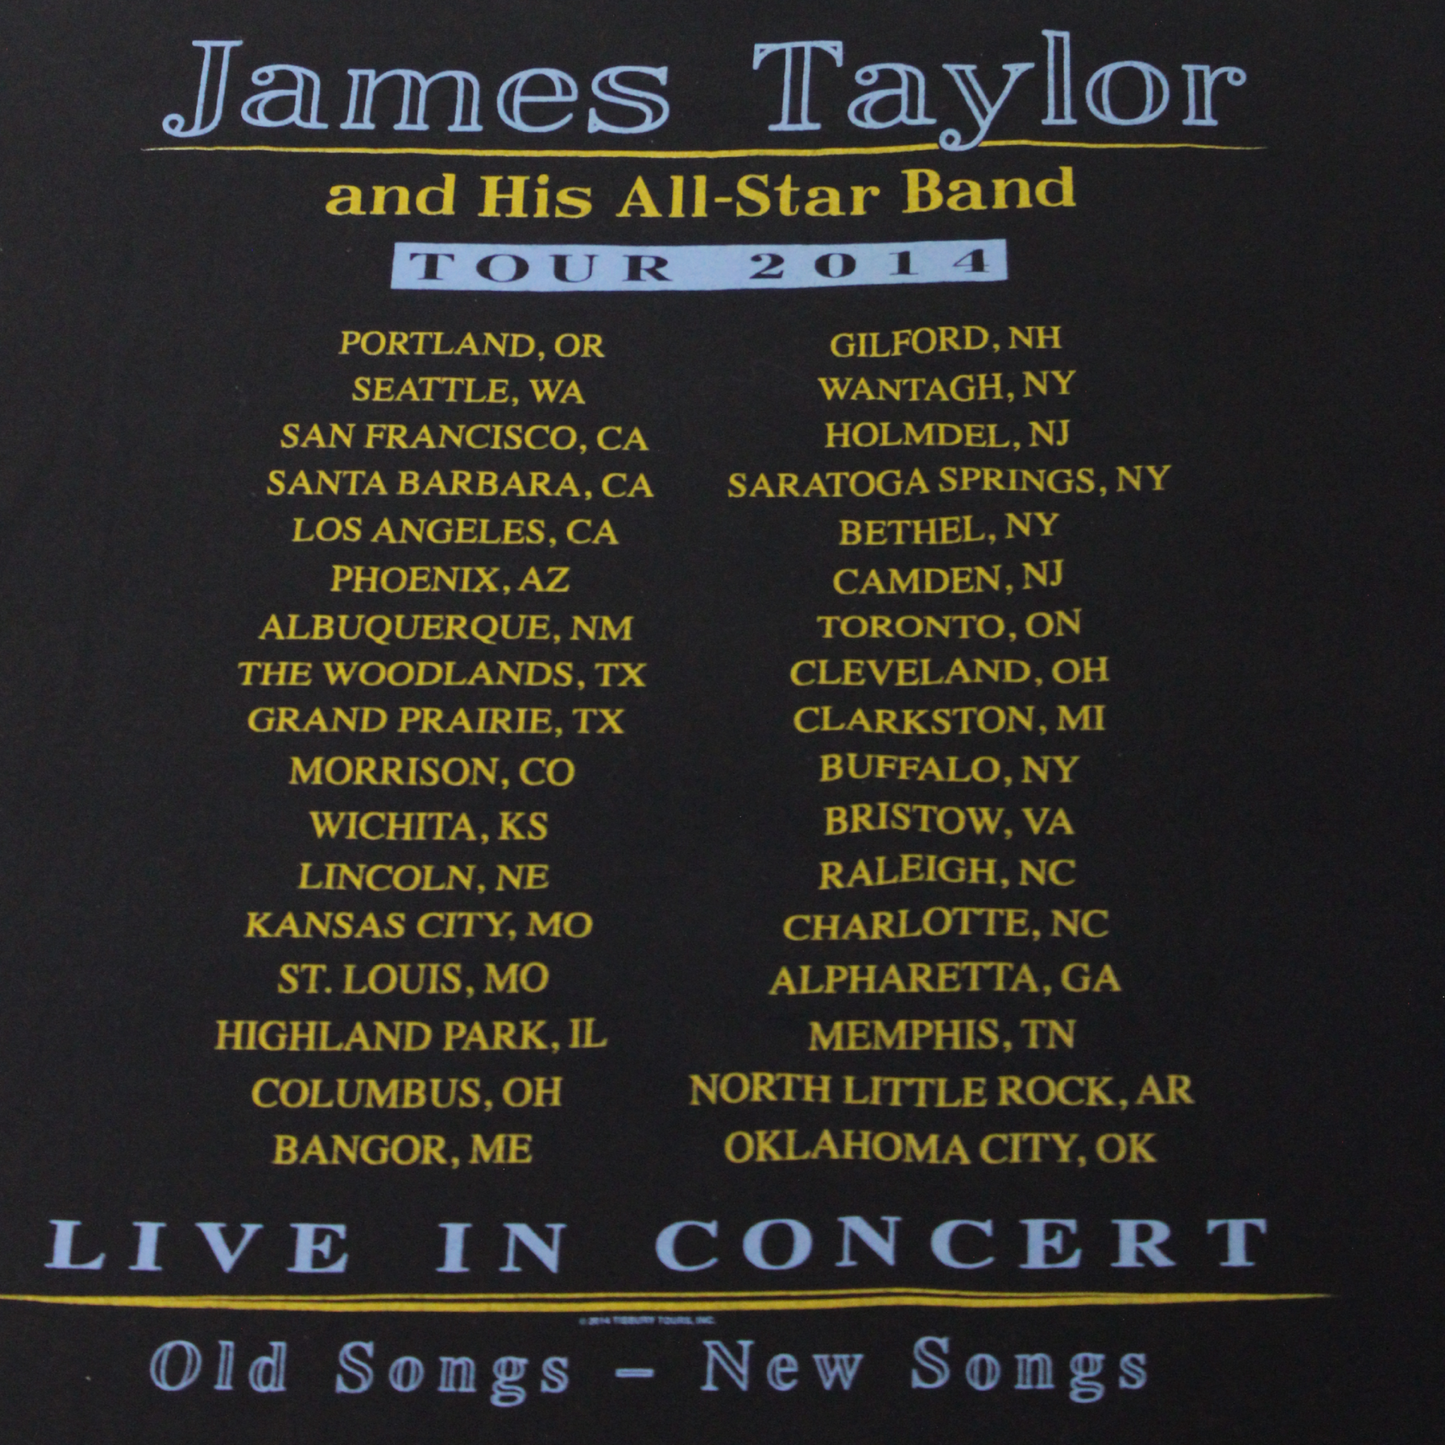 James Taylor
and His All-Star Band
TOUR 2014
PORTLAND, OR
SEATTLE, WA
SAN FRANCISCO, CA
SANTA BARBARA, CA
LOS ANGELES, CA
PHOENIX, AZ
ALBUQUERQUE, NM
THE WOODLANDS, TX
GRAND PRAIRIE, TX
MORRISON, CO
WICHITA, KS
LINCOLN, NE
KANSAS CITY, MO
ST. LOUIS, MO
HIGHLAND PARK, IL
COLUMBUS, OH
BANGOR, ME
GILFORD, NH
WANTAGH, NY
HOLMDEL, NJ
SARATOGA SPRINGS, NY
BETHEL, NY
CAMDEN, NJ
TORONTO, ON
CLEVELAND, OH
CLARKSTON, MI
BUFFALO, NY
BRISTOW, VA
RALEIGH, NC
CHARLOTTE, NC
ALPHARETTA, GA
MEMPHIS, TN
NORTH LITTLE ROCK, AR
OKLAHOMA CITY, OK
LIVE IN CONCERT
© 2014 TISBURY TOURS, INC.
Old Songs – New Songs